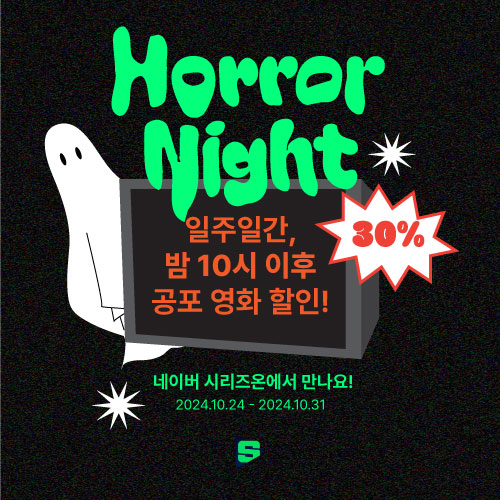 Horror
Night
일주일간,
밤 10시 이후
공포 영화 할인!
30%
네이버 시리즈온에서 만나요!
2024.10.24 - 2024.10.31
S